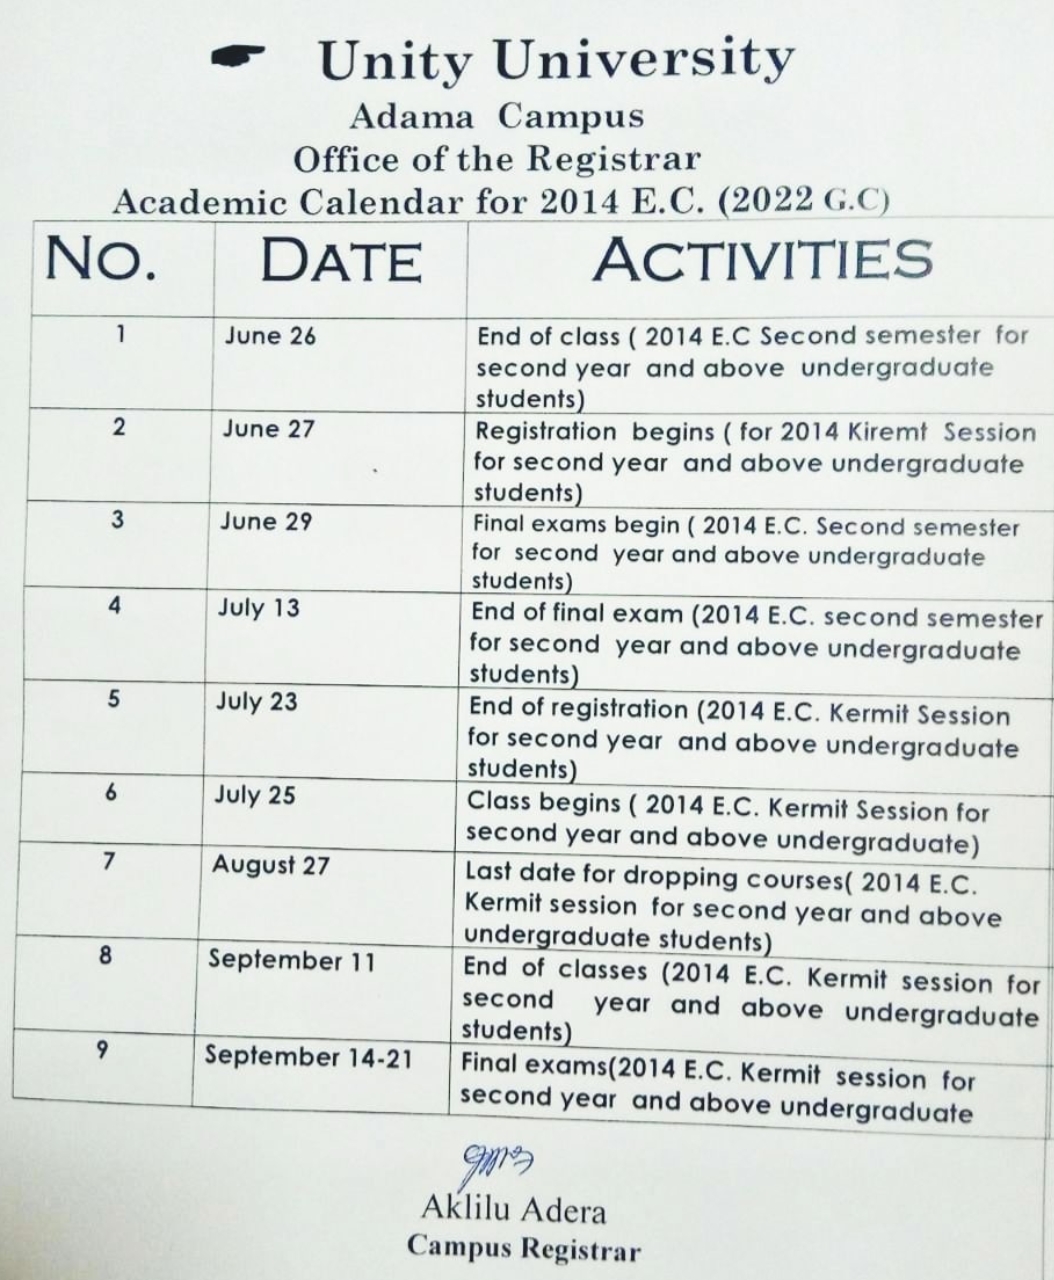 Unity University
Adama Campus
Office of the Registrar
Academic Calendar for 2014 E.C. (2022 G.C)
NO. DATE ACTIVITIES
1 June 26 End of class ( 2014 E.C Second semester for
second year and above undergraduate
students)
2 June 27 Registration begins ( for 2014 Kiremt Session
for second year and above undergraduate
students)
3 June 29 Final exams begin ( 2014 E.C. Second semester
for second year and above undergraduate
students)
4 July 13 End of final exam (2014 E.C. second semester
for second year and above undergraduate
students)
5 July 23 End of registration (2014 E.C. Kermit Session
for second year and above undergraduate
students)
6 July 25 Class begins ( 2014 E.C. Kermit Session for
second year and above undergraduate)
7 August 27 Last date for dropping courses( 2014 E.C.
Kermit session for second year and above
undergraduate students)
8 September 11 End of classes (2014 E.C. Kermit session for
second year and above undergraduate
students)
9 September 14-21 Final exams(2014 E.C. Kermit session for
second year and above undergraduate
Aklilu Adera
Campus Registrar